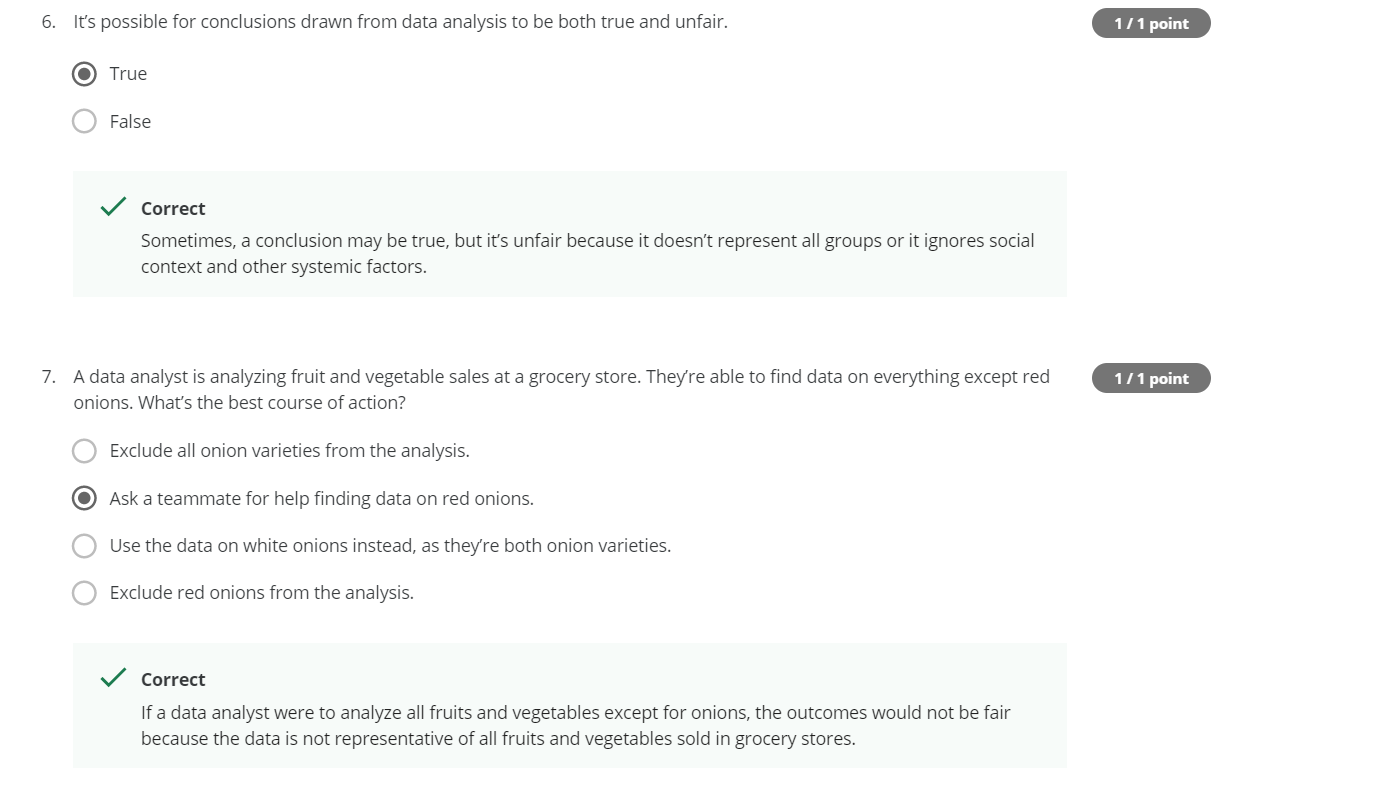 6. It's possible for conclusions drawn from data analysis to be both true and unfair.
1 / 1 point
True
False
Correct
Sometimes, a conclusion may be true, but it's unfair because it doesn't represent all groups or it ignores social
context and other systemic factors.
7. A data analyst is analyzing fruit and vegetable sales at a grocery store. They're able to find data on everything except red
onions. What's the best course of action?
1 / 1 point
Exclude all onion varieties from the analysis.
Ask a teammate for help finding data on red onions.
Use the data on white onions instead, as they're both onion varieties.
Exclude red onions from the analysis.
Correct
If a data analyst were to analyze all fruits and vegetables except for onions, the outcomes would not be fair
because the data is not representative of all fruits and vegetables sold in grocery stores.